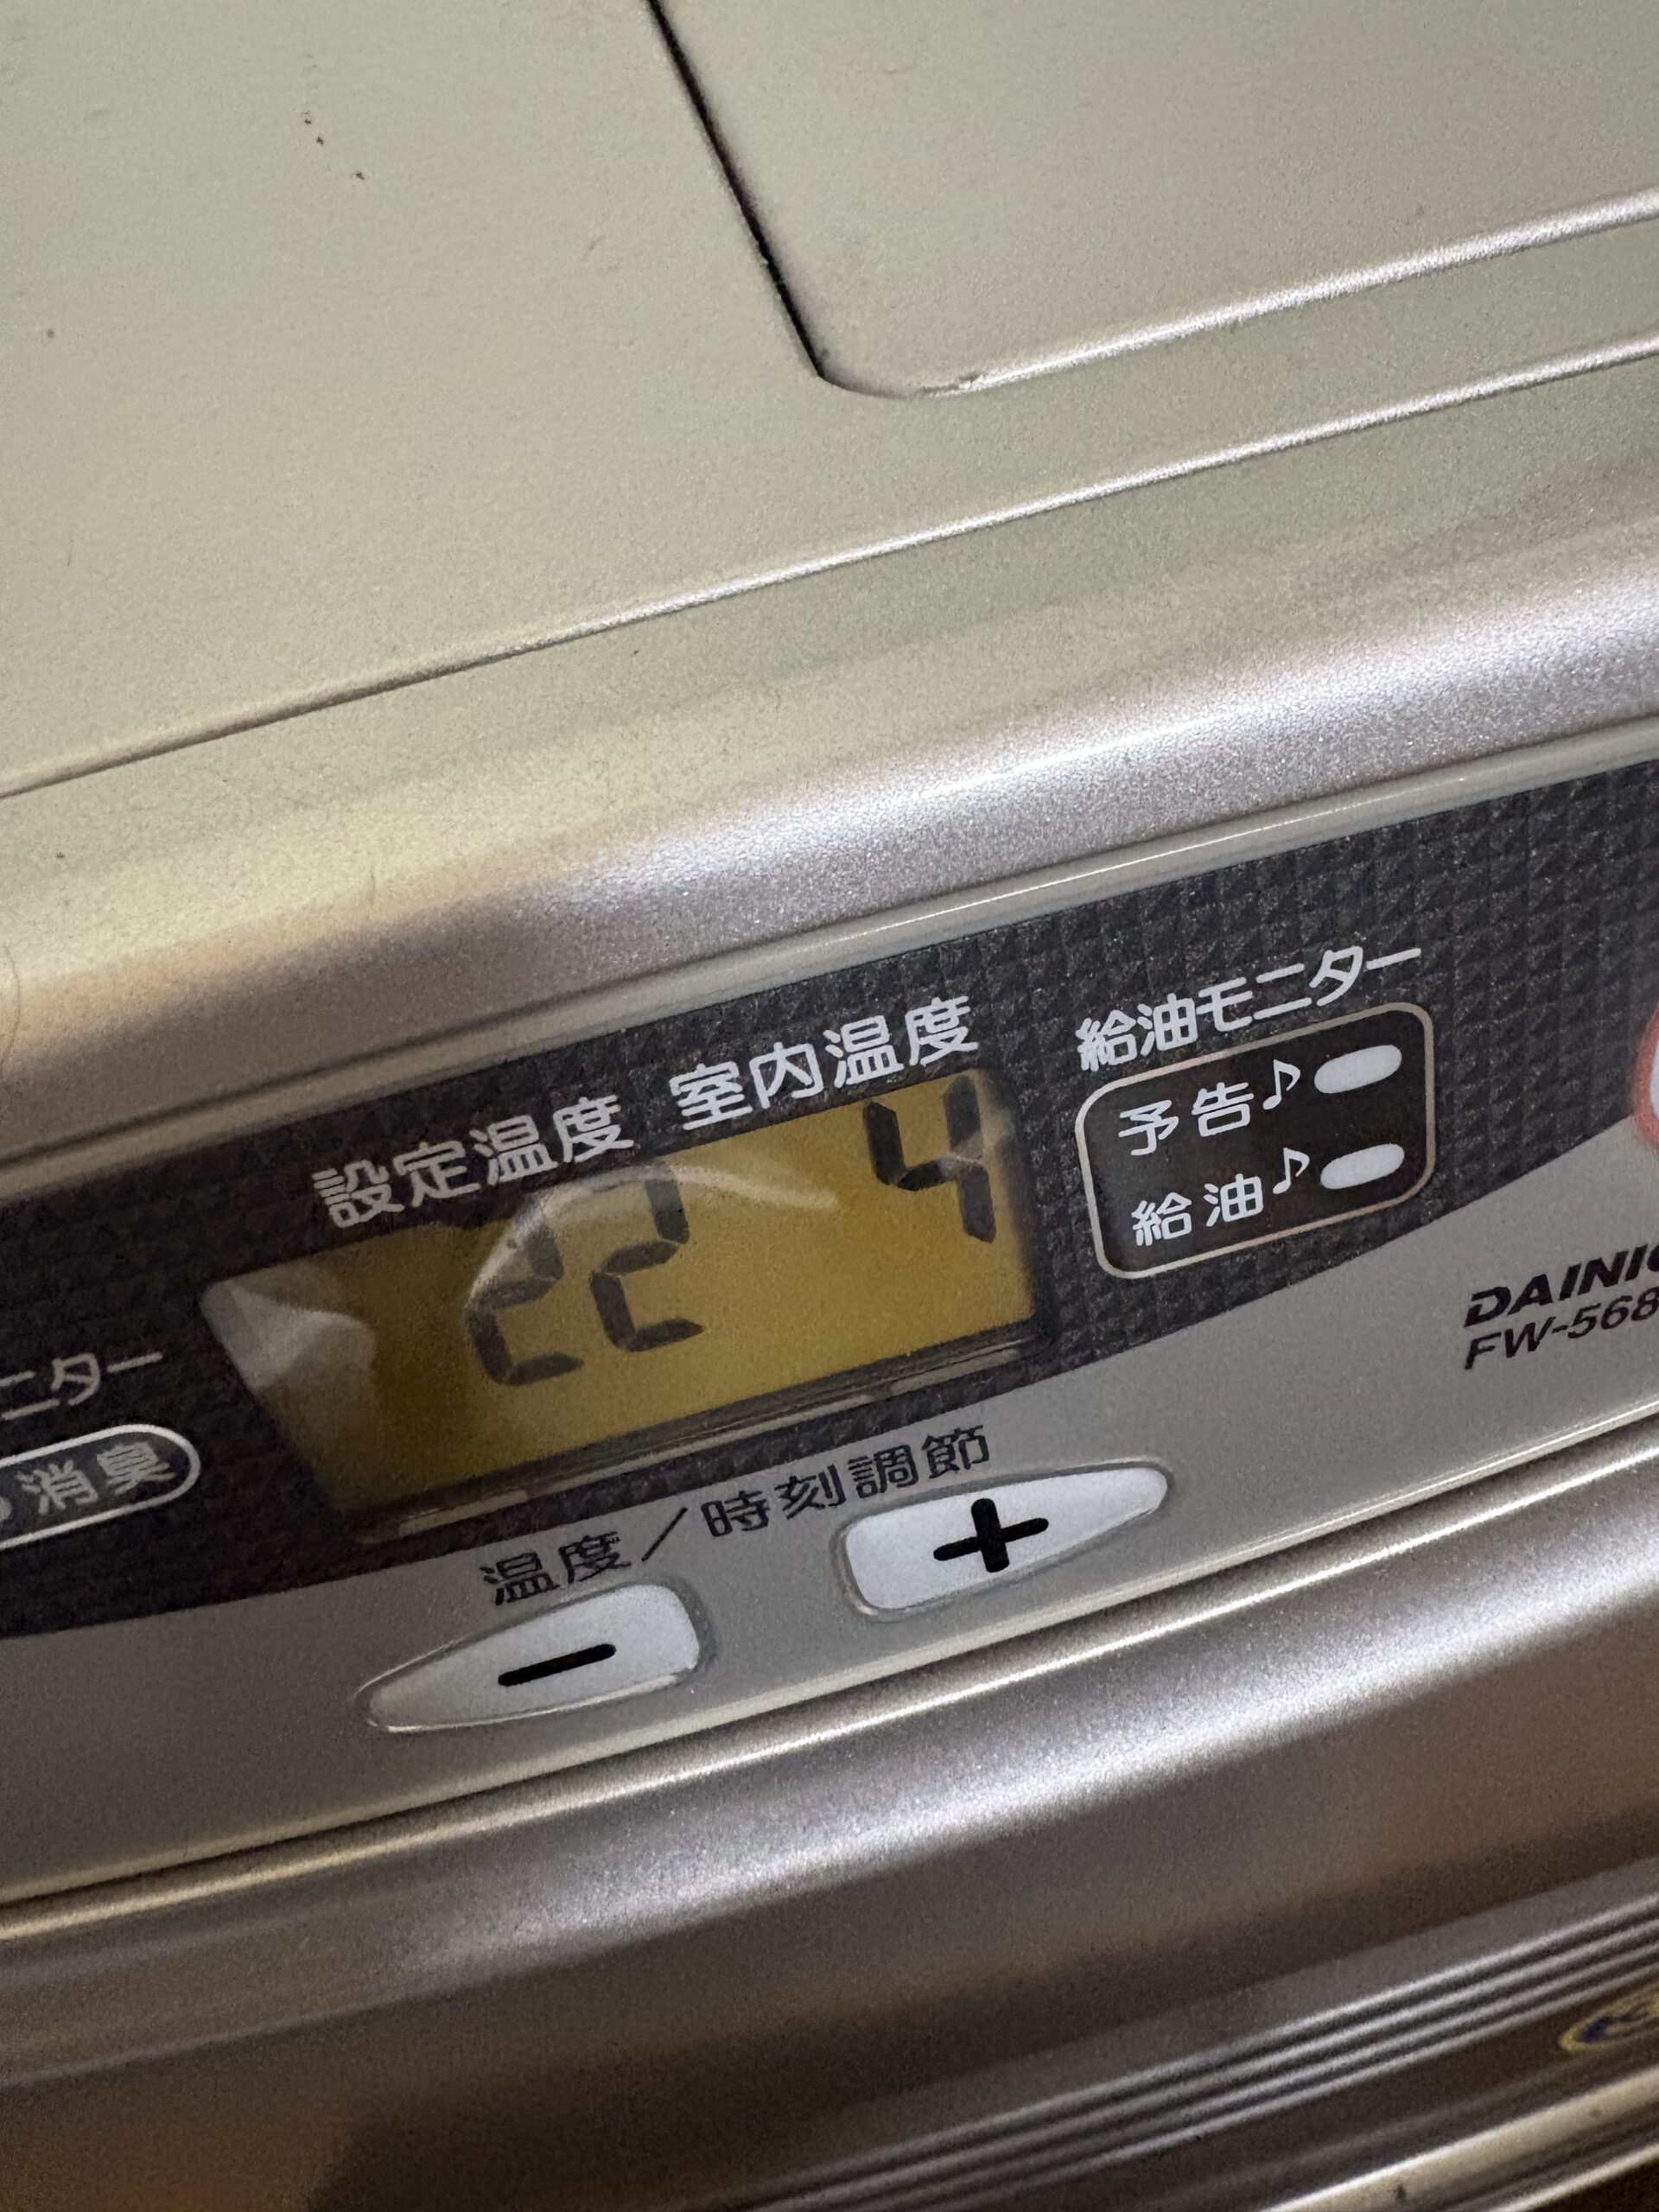 設定温度 室内温度
22 4
給油モニター
予告♪
給油♪
ニター
消臭
温度/時刻調節
- +
DAINI
FW-568